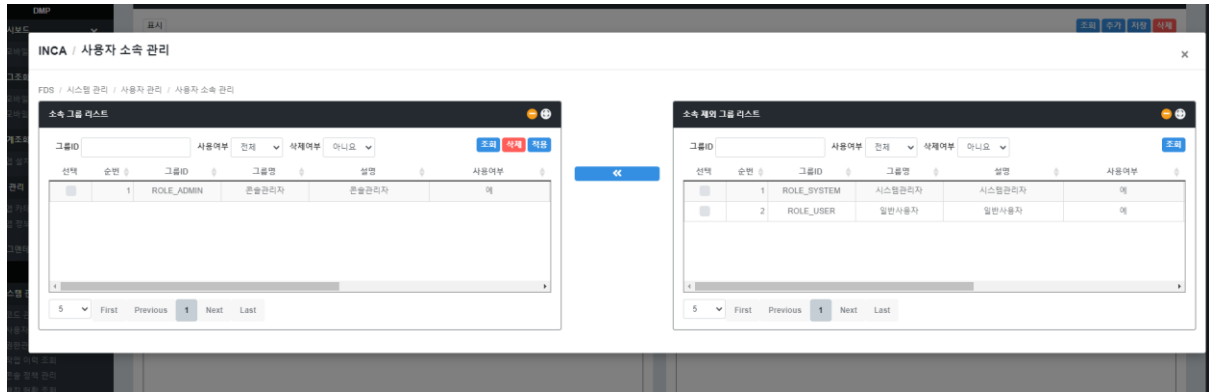 DMP
표시
조회 추가 저장 삭제
INCA / 사용자 소속 관리
×
FDS / 시스템 관리 / 사용자 관리 / 사용자 소속 관리
소속 그룹 리스트
그룹ID 사용여부 전체 삭제여부 아니요 조회 삭제 적용
선택 순번 그룹ID 그룹명 설명 사용여부
1 ROLE_ADMIN 콘솔관리자 콘솔관리자 예
5 First Previous 1 Next Last
«
소속 제외 그룹 리스트
그룹ID 사용여부 전체 삭제여부 아니요 조회
선택 순번 그룹ID 그룹명 설명 사용여부
1 ROLE_SYSTEM 시스템관리자 시스템관리자 예
2 ROLE_USER 일반사용자 일반사용자 예
5 First Previous 1 Next Last